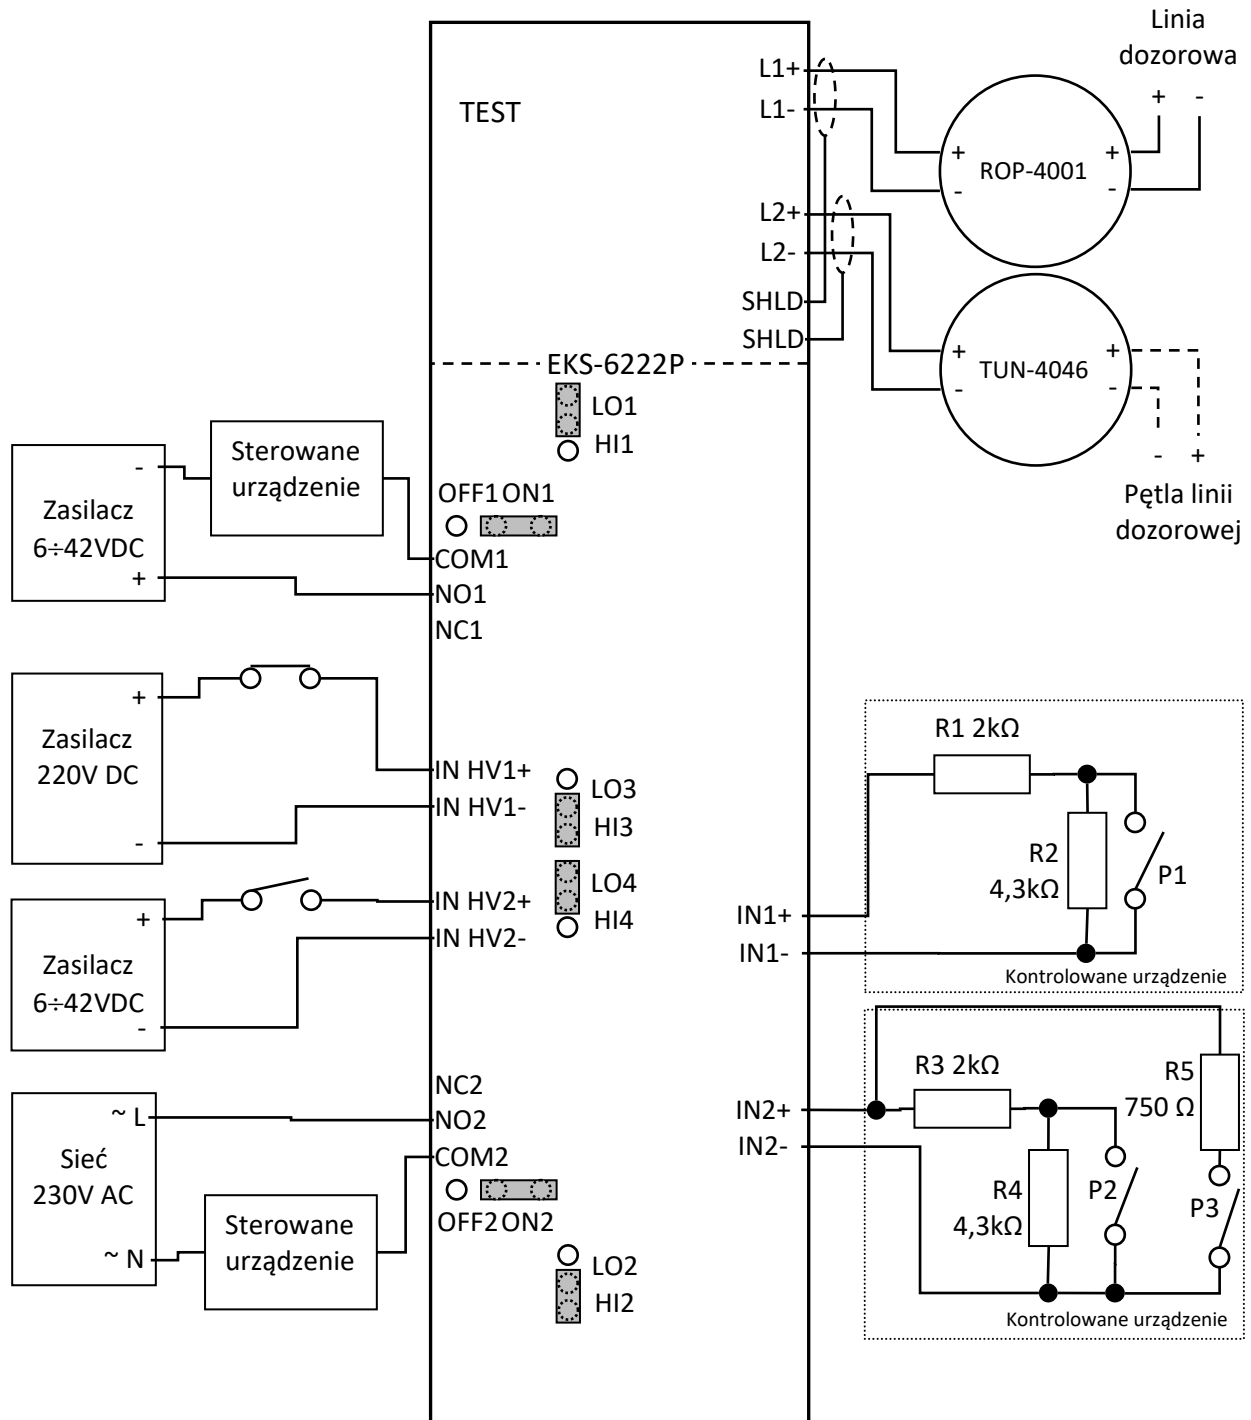 TEST
L1+
L1-
L2+
L2-
SHLD
SHLD
Linia
dozorowa
+ -
+ +
ROP-4001
- -
+ +
TUN-4046
- -
- +
Pętla linii
dozorowej
EKS-6222P
LO1
HI1
OFF1 ON1
COM1
NO1
NC1
-
Zasilacz
6÷42VDC
+
Sterowane
urządzenie
+
Zasilacz
220V DC
-
IN HV1+
IN HV1-
LO3
HI3
+
Zasilacz
6÷42VDC
-
IN HV2+
IN HV2-
LO4
HI4
IN1+
IN1-
R1 2kΩ
R2
4,3kΩ
P1
Kontrolowane urządzenie
NC2
NO2
COM2
OFF2 ON2
~ L
Sieć
230V AC
~ N
Sterowane
urządzenie
LO2
HI2
IN2+
IN2-
R3 2kΩ
R5
750 Ω
R4
4,3kΩ
P2
P3
Kontrolowane urządzenie